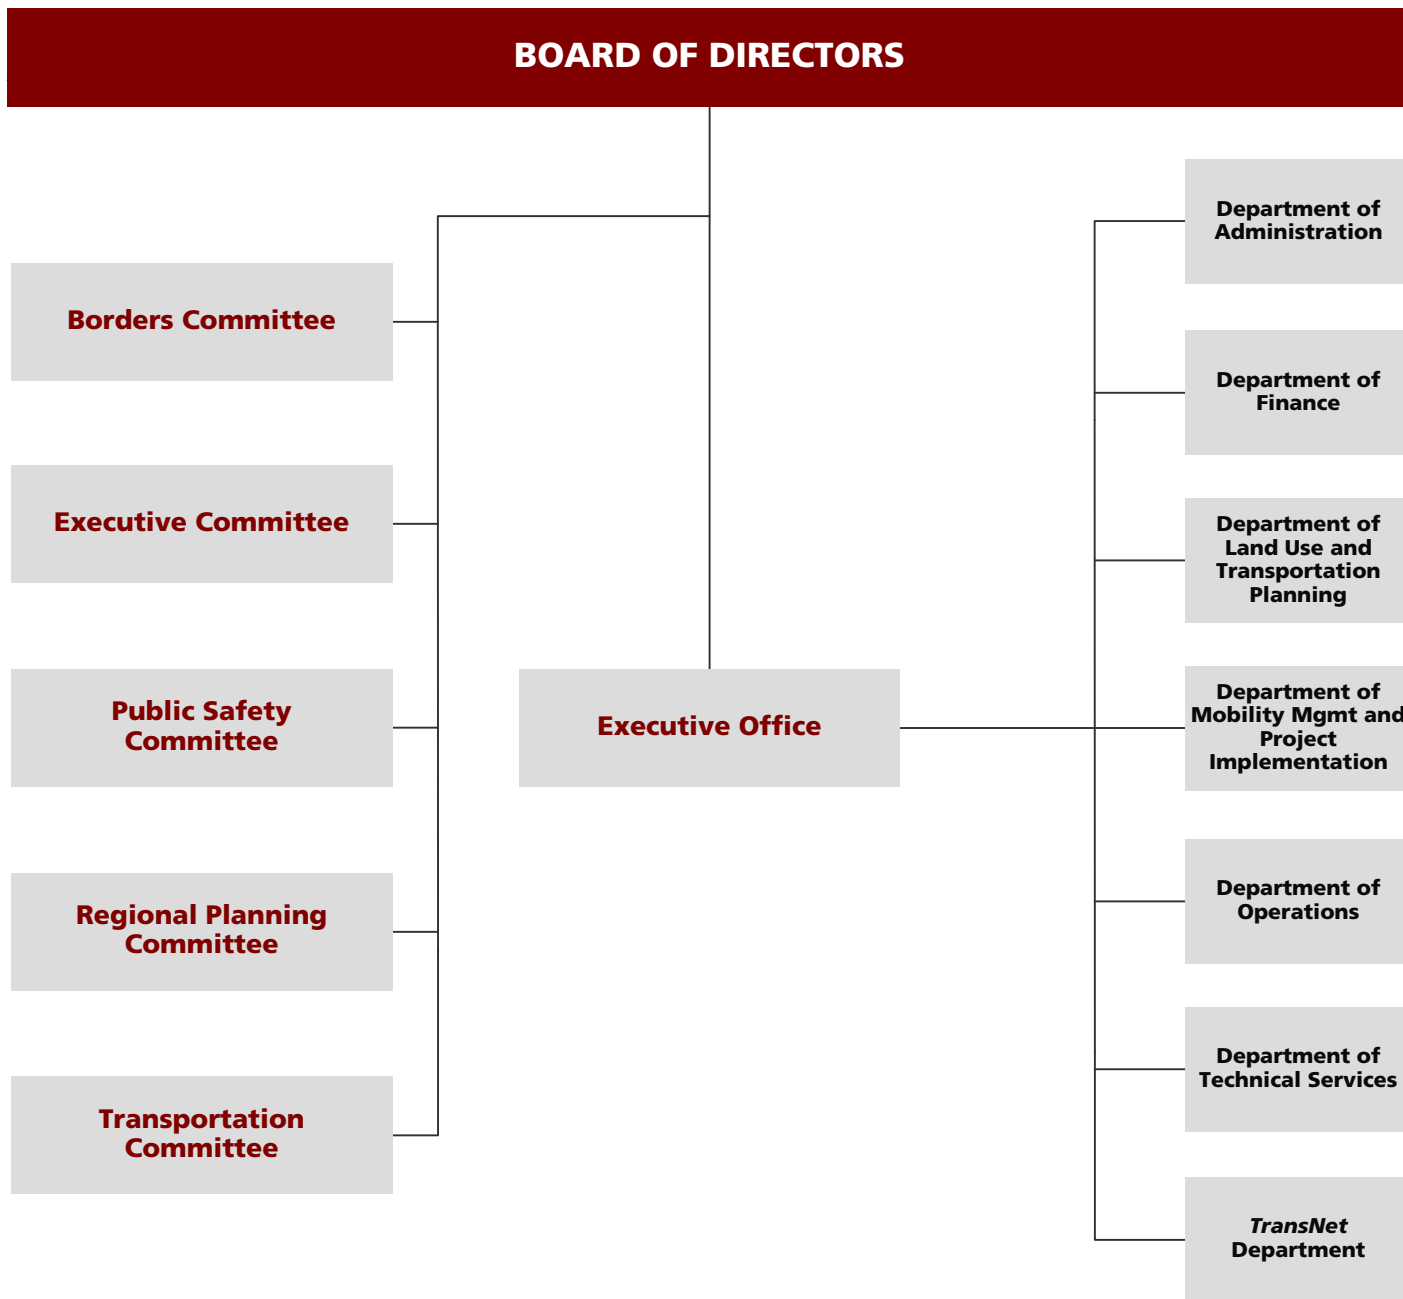 BOARD OF DIRECTORS
Borders Committee
Executive Committee
Public Safety
Committee
Regional Planning
Committee
Transportation
Committee
Executive Office
Department of
Administration
Department of
Finance
Department of
Land Use and
Transportation
Planning
Department of
Mobility Mgmt and
Project
Implementation
Department of
Operations
Department of
Technical Services
TransNet
Department